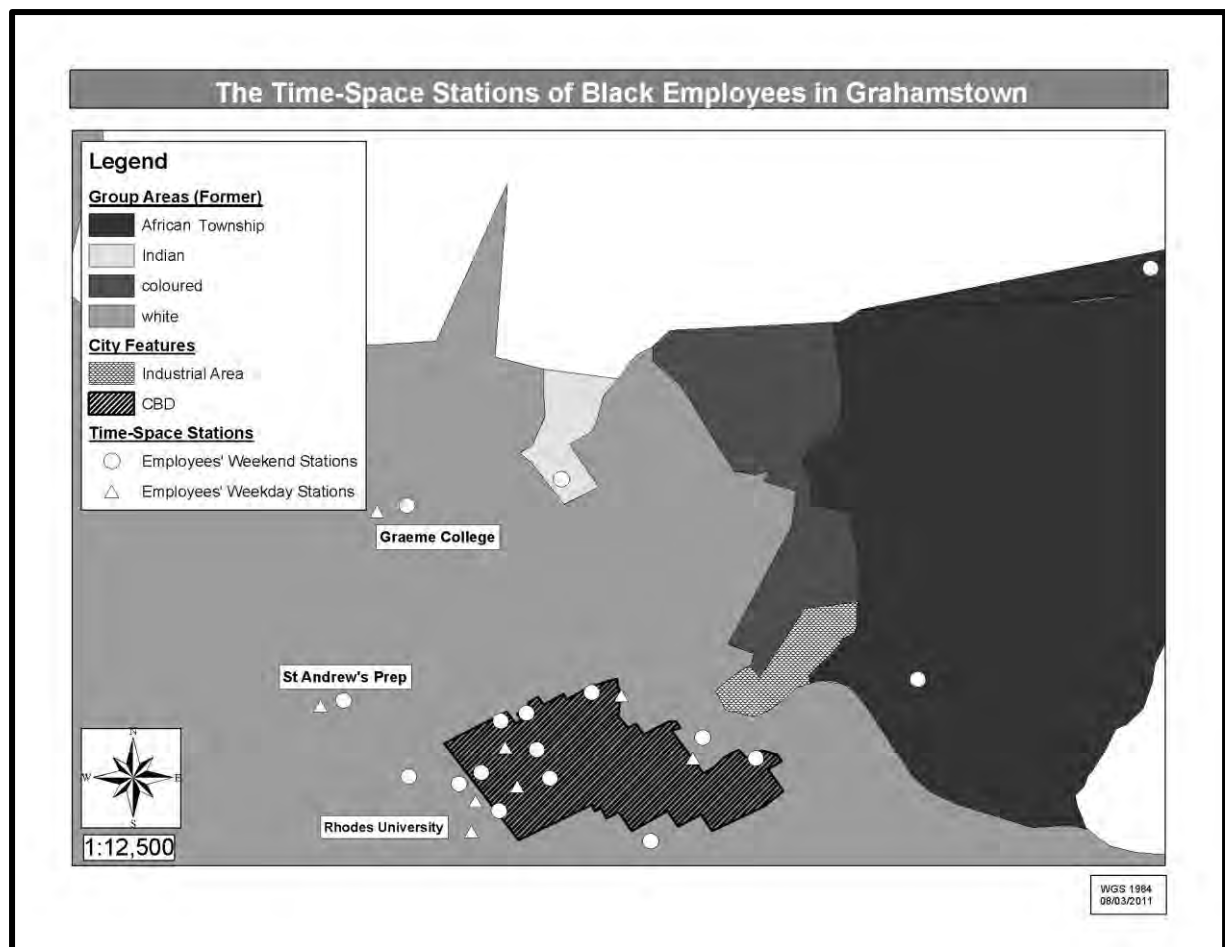 The Time-Space Stations of Black Employees in Grahamstown
Legend
Group Areas (Former)
African Township
Indian
coloured
white
City Features
Industrial Area
CBD
Time-Space Stations
Employees' Weekend Stations
Employees' Weekday Stations
Graeme College
St Andrew's Prep
Rhodes University
N
W
E
S
1:12,500
WGS 1984
08/03/2011